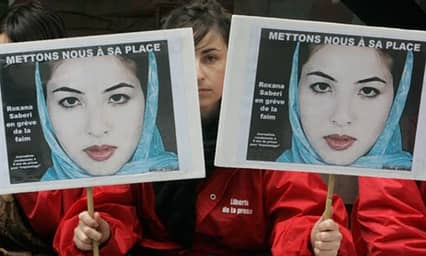 METTONS NOUS À SA PLACE
Roxana
Saberi
en grève
de la
faim
METTONS NOUS À SA PLACE
Roxana
Saberi
en grève
de la
faim
Liberté
de la presse